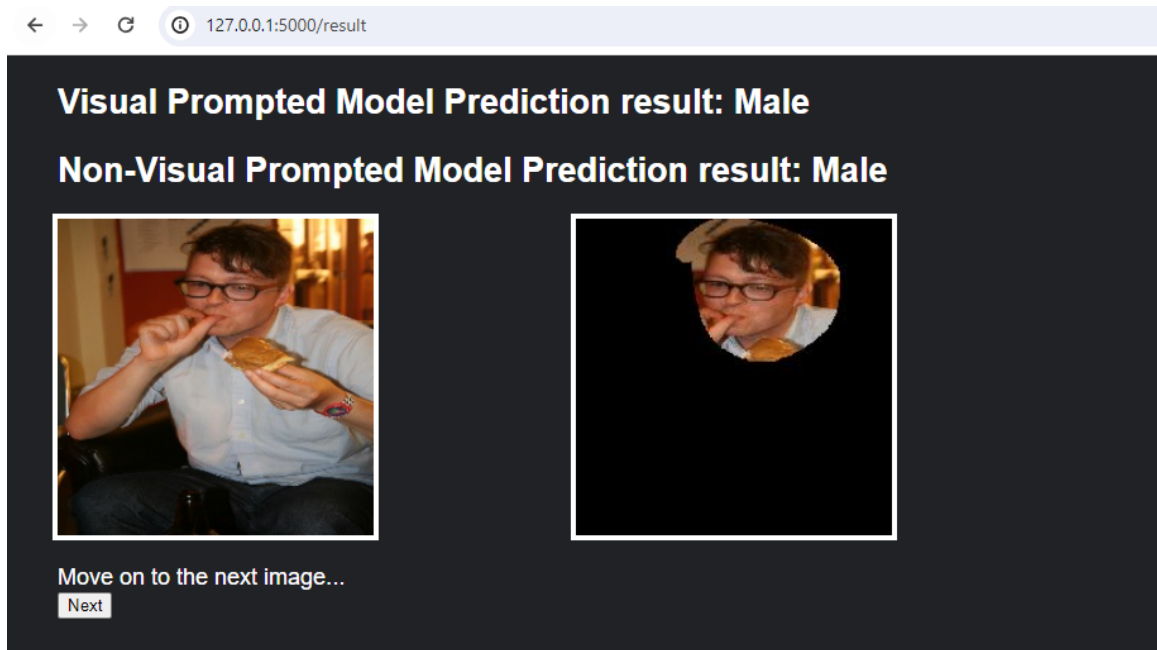 127.0.0.1:5000/result
Visual Prompted Model Prediction result: Male
Non-Visual Prompted Model Prediction result: Male
Move on to the next image...
Next